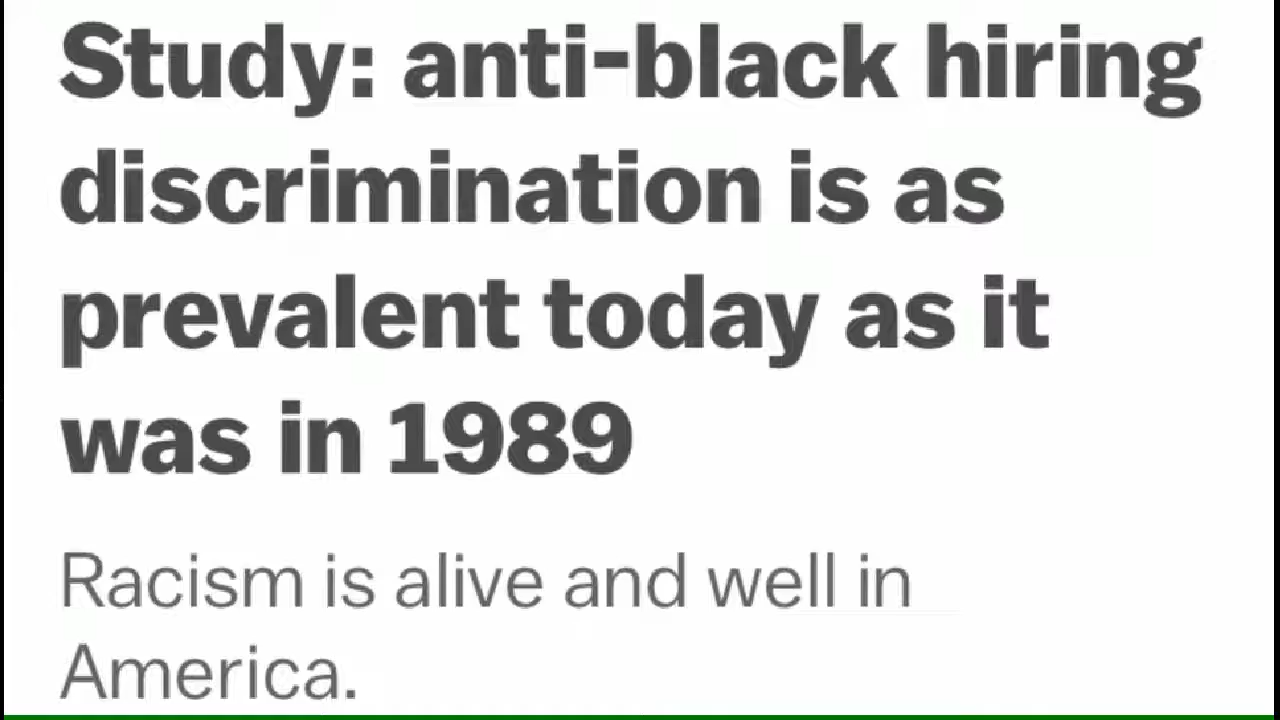 Study: anti-black hiring
discrimination is as
prevalent today as it
was in 1989
Racism is alive and well in
America.